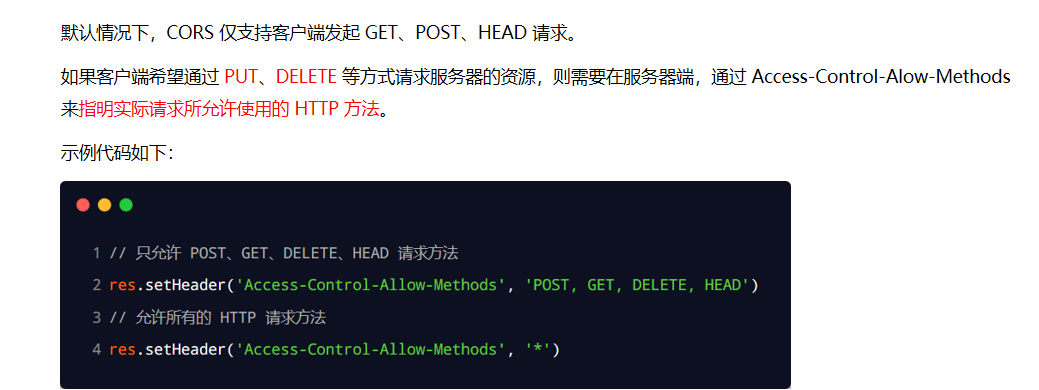 默认情况下，CORS 仅支持客户端发起 GET、POST、HEAD 请求。
如果客户端希望通过 PUT、DELETE 等方式请求服务器的资源，则需要在服务器端，通过 Access-Control-Alow-Methods
来指明实际请求所允许使用的 HTTP 方法。
示例代码如下：
1 // 只允许 POST、GET、DELETE、HEAD 请求方法
2 res.setHeader('Access-Control-Allow-Methods', 'POST, GET, DELETE, HEAD')
3 // 允许所有的 HTTP 请求方法
4 res.setHeader('Access-Control-Allow-Methods', '*')